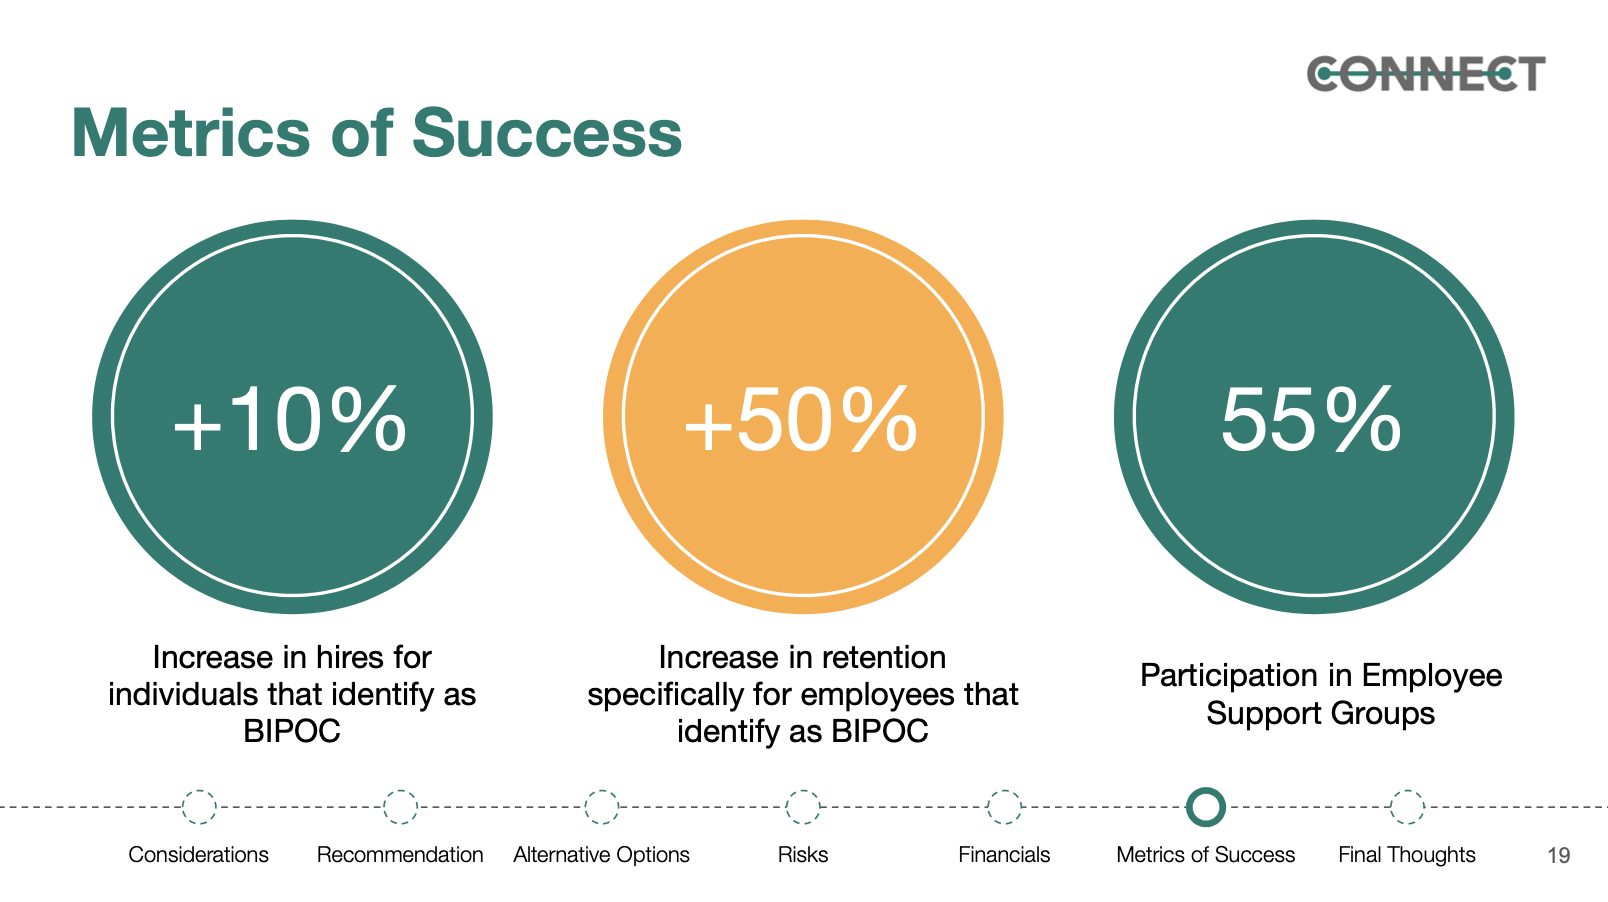 CONNECT
Metrics of Success
+10%
+50%
55%
Increase in hires for
individuals that identify as
BIPOC
Increase in retention
specifically for employees that
identify as BIPOC
Participation in Employee
Support Groups
Considerations
Recommendation
Alternative Options
Risks
Financials
Metrics of Success
Final Thoughts
19